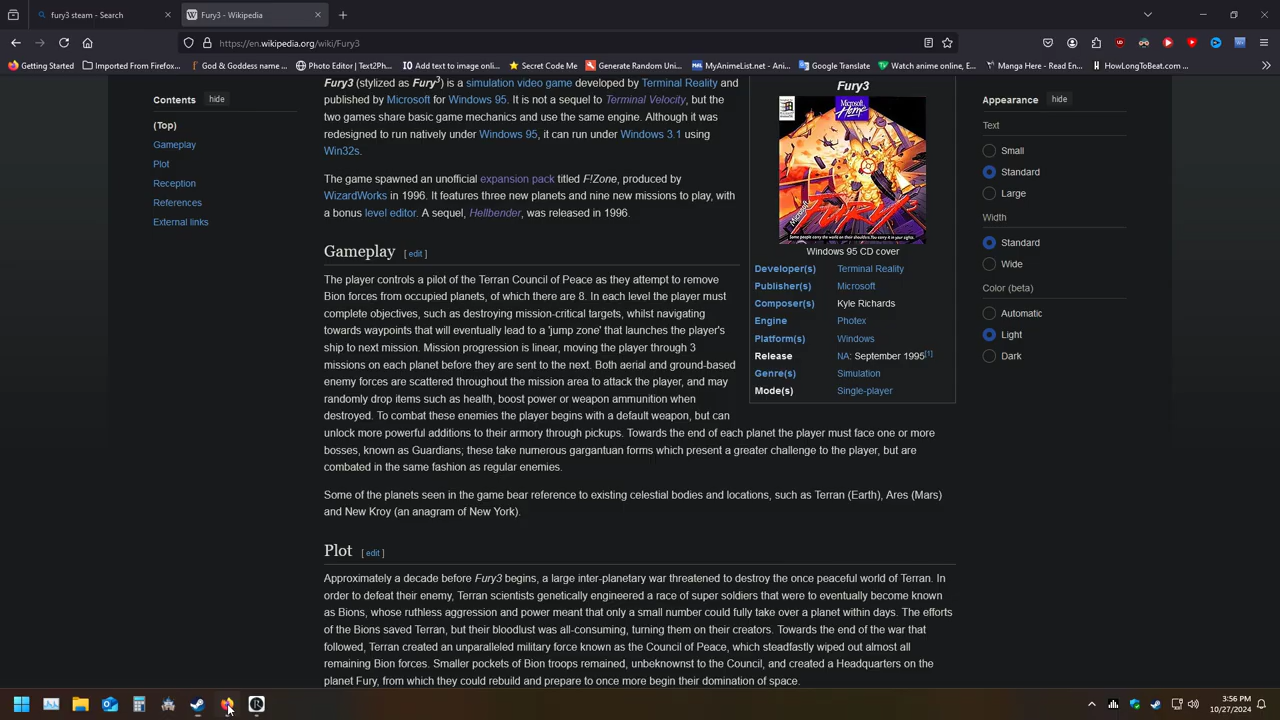 fury3 steam - Search
Fury3 - Wikipedia
https://en.wikipedia.org/wiki/Fury3
Getting Started
Imported From Firefox...
God & Goddess name ...
Photo Editor | Text2Ph...
Add text to image onl...
Secret Code Me
Generate Random Uni...
MyAnimeList.net - Ani...
Google Translate
Watch anime online, E...
Manga Here - Read En...
HowLongToBeat.com ...
Contents
hide
(Top)
Gameplay
Plot
Reception
References
External links
Fury3 (stylized as Fury³) is a simulation video game developed by Terminal Reality and
published by Microsoft for Windows 95. It is not a sequel to Terminal Velocity, but the
two games share basic game mechanics and use the same engine. Although it was
redesigned to run natively under Windows 95, it can run under Windows 3.1 using
Win32s.
The game spawned an unofficial expansion pack titled F!Zone, produced by
WizardWorks in 1996. It features three new planets and nine new missions to play, with
a bonus level editor. A sequel, Hellbender, was released in 1996.
Gameplay [ edit ]
The player controls a pilot of the Terran Council of Peace as they attempt to remove
Bion forces from occupied planets, of which there are 8. In each level the player must
complete objectives, such as destroying mission-critical targets, whilst navigating
towards waypoints that will eventually lead to a 'jump zone' that launches the player's
ship to next mission. Mission progression is linear, moving the player through 3
missions on each planet before they are sent to the next. Both aerial and ground-based
enemy forces are scattered throughout the mission area to attack the player, and may
randomly drop items such as health, boost power or weapon ammunition when
destroyed. To combat these enemies the player begins with a default weapon, but can
unlock more powerful additions to their armory through pickups. Towards the end of each planet the player must face one or more
bosses, known as Guardians; these take numerous gargantuan forms which present a greater challenge to the player, but are
combated in the same fashion as regular enemies.
Some of the planets seen in the game bear reference to existing celestial bodies and locations, such as Terran (Earth), Ares (Mars)
and New Kroy (an anagram of New York).
Plot [ edit ]
Approximately a decade before Fury3 begins, a large inter-planetary war threatened to destroy the once peaceful world of Terran. In
order to defeat their enemy, Terran scientists genetically engineered a race of super soldiers that were to eventually become known
as Bions, whose ruthless aggression and power meant that only a small number could fully take over a planet within days. The efforts
of the Bions saved Terran, but their bloodlust was all-consuming, turning them on their creators. Towards the end of the war that
followed, Terran created an unparalleled military force known as the Council of Peace, which steadfastly wiped out almost all
remaining Bion forces. Smaller pockets of Bion troops remained, unbeknownst to the Council, and created a Headquarters on the
planet Fury, from which they could rebuild and prepare to once more begin their domination of space.
Fury3
Microsoft
Home
Microsoft
FURY³
Some people carry the world on their shoulders. You carry it in your sights.
Windows 95 CD cover
Developer(s) Terminal Reality
Publisher(s) Microsoft
Composer(s) Kyle Richards
Engine Photex
Platform(s) Windows
Release NA: September 1995[1]
Genre(s) Simulation
Mode(s) Single-player
Appearance
hide
Text
Small
Standard
Large
Width
Standard
Wide
Color (beta)
Automatic
Light
Dark
3:56 PM
10/27/2024